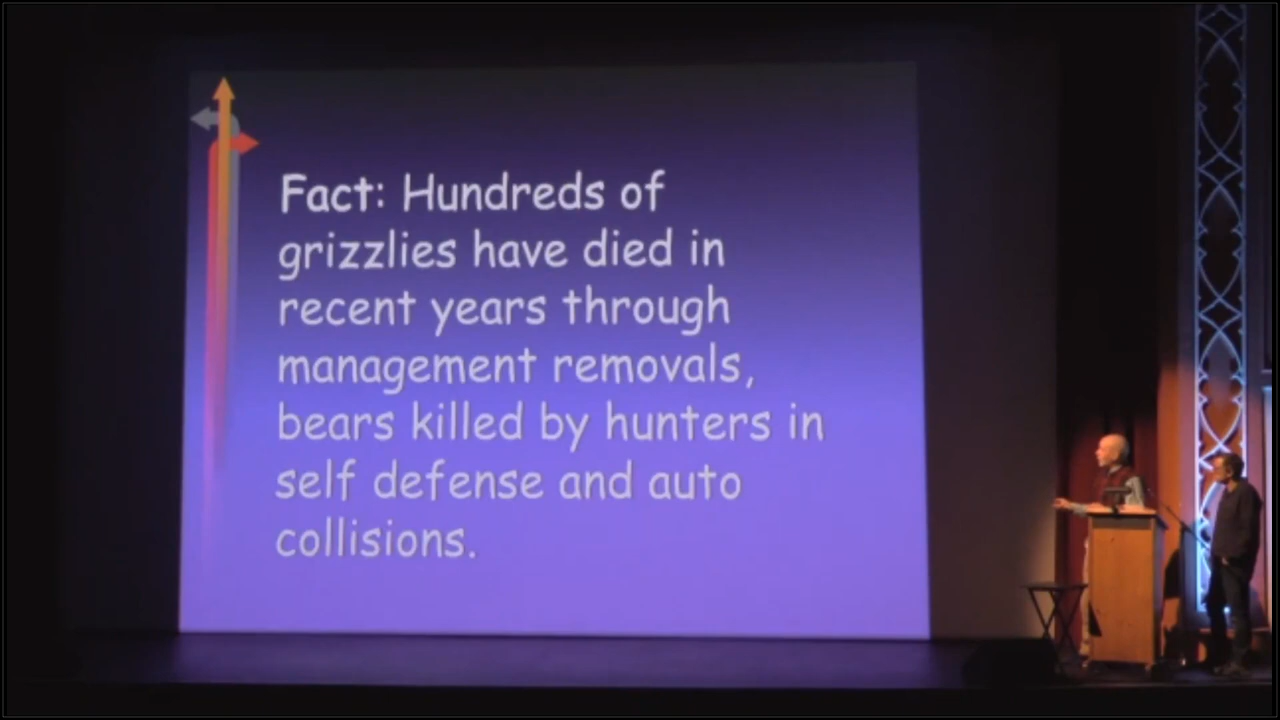 Fact: Hundreds of
grizzlies have died in
recent years through
management removals,
bears killed by hunters in
self defense and auto
collisions.